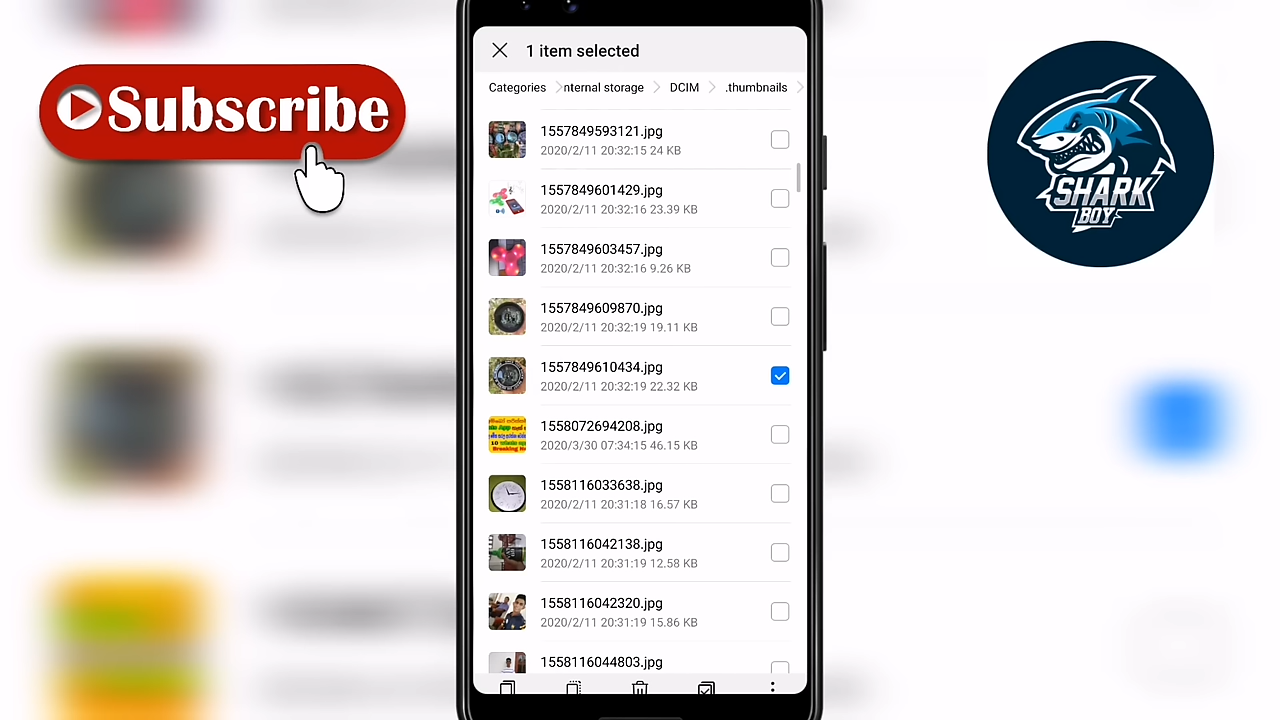 Subscribe
SHARK
BOY
1 item selected
Categories
nternal storage
DCIM
.thumbnails
1557849593121.jpg
2020/2/11 20:32:15 24 KB
1557849601429.jpg
2020/2/11 20:32:16 23.39 KB
1557849603457.jpg
2020/2/11 20:32:16 9.26 KB
1557849609870.jpg
2020/2/11 20:32:19 19.11 KB
1557849610434.jpg
2020/2/11 20:32:19 22.32 KB
1558072694208.jpg
2020/3/30 07:34:15 46.15 KB
1558116033638.jpg
2020/2/11 20:31:18 16.57 KB
1558116042138.jpg
2020/2/11 20:31:19 12.58 KB
1558116042320.jpg
2020/2/11 20:31:19 15.86 KB
1558116044803.jpg